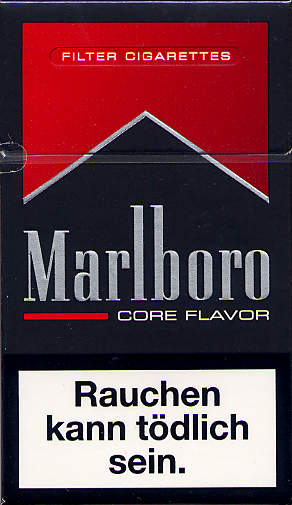 FILTER CIGARETTES
Marlboro
CORE FLAVOR
Rauchen
kann tödlich
sein.